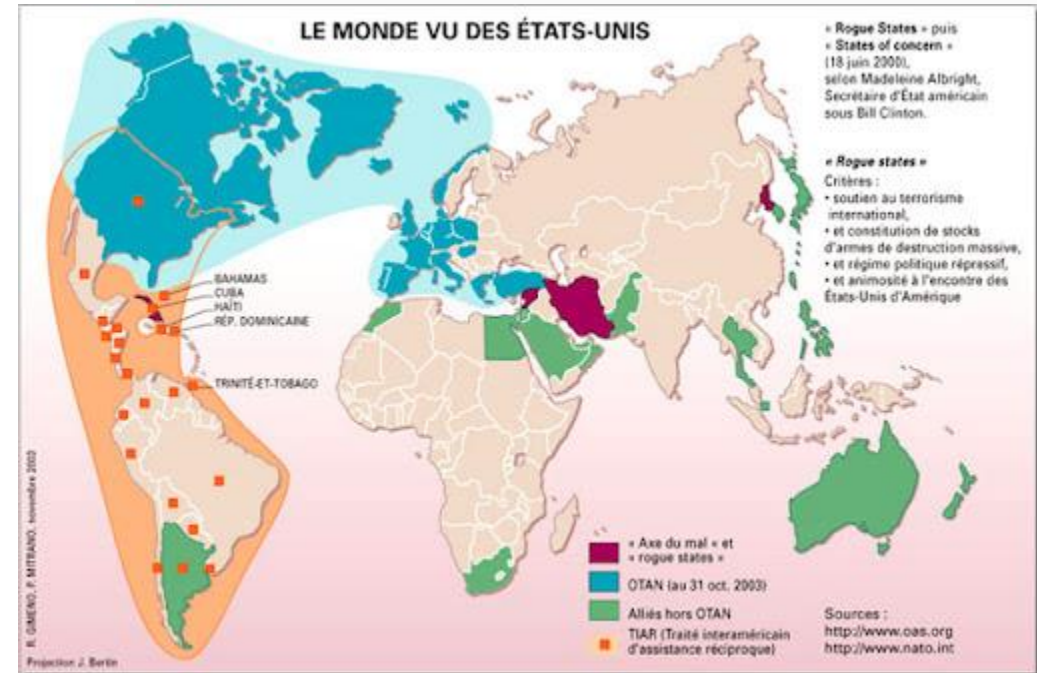 LE MONDE VU DES ÉTATS-UNIS
« Rogue States » puis
« States of concern »
(18 juin 2000),
selon Madeleine Albright,
Secrétaire d'État américain
sous Bill Clinton.
« Rogue states »
Critères :
• soutien au terrorisme
international,
• et constitution de stocks
d'armes de destruction massive,
• et régime politique répressif,
• et animosité à l'encontre des
États-Unis d'Amérique
BAHAMAS
CUBA
HAÏTI
RÉP. DOMINICAINE
TRINITÉ-ET-TOBAGO
« Axe du mal « et
« rogue states »
OTAN (au 31 oct. 2003)
Alliés hors OTAN
TIAR (Traité interaméricain
d'assistance réciproque)
Sources :
http://www.oas.org
http://www.nato.int
R. GIMENO, P. MITRANO, novembre 2003
Projection J. Bertin